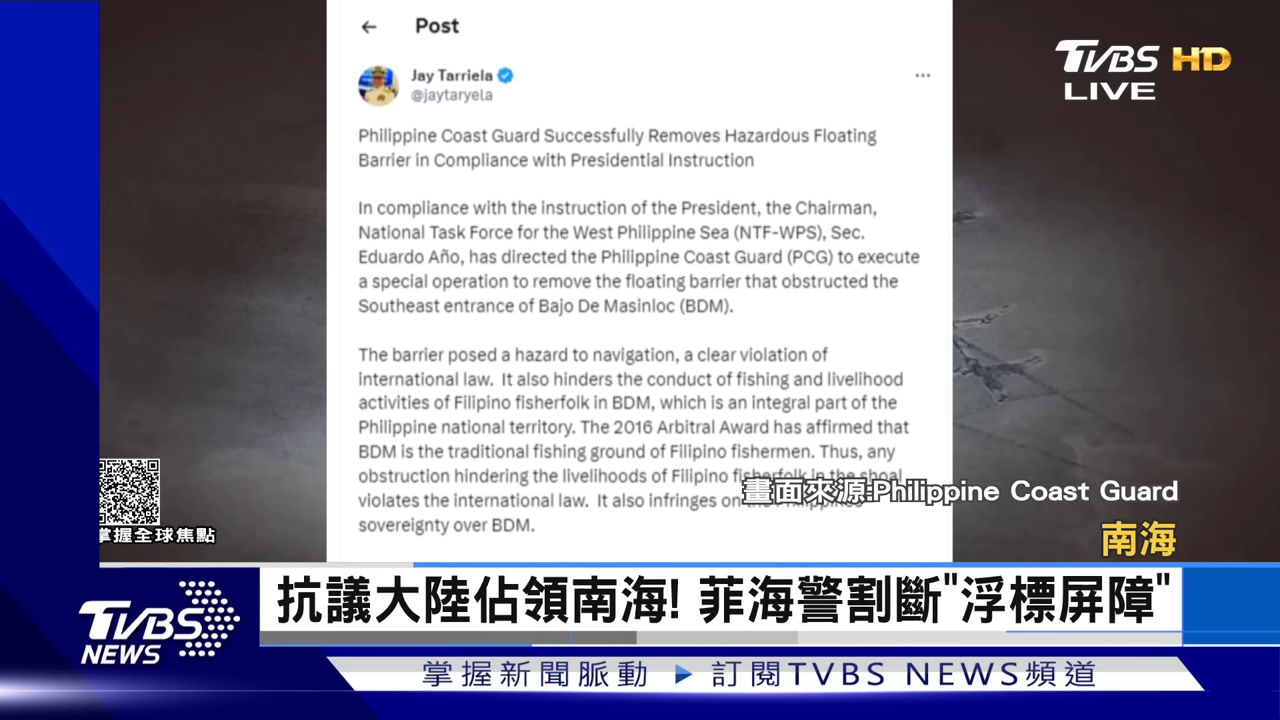 Post
Jay Tarriela
@jaytaryela
Philippine Coast Guard Successfully Removes Hazardous Floating
Barrier in Compliance with Presidential Instruction
In compliance with the instruction of the President, the Chairman,
National Task Force for the West Philippine Sea (NTF-WPS), Sec.
Eduardo Año, has directed the Philippine Coast Guard (PCG) to execute
a special operation to remove the floating barrier that obstructed the
Southeast entrance of Bajo De Masinloc (BDM).
The barrier posed a hazard to navigation, a clear violation of
international law. It also hinders the conduct of fishing and livelihood
activities of Filipino fisherfolk in BDM, which is an integral part of the
Philippine national territory. The 2016 Arbitral Award has affirmed that
BDM is the traditional fishing ground of Filipino fishermen. Thus, any
obstruction hindering the livelihoods of Filipino fisherfolk in the shoal
violates the international law. It also infringes on the Philippines'
sovereignty over BDM.
TVBS HD
LIVE
掌握全球焦點
畫面來源:Philippine Coast Guard
南海
抗議大陸佔領南海! 菲海警割斷"浮標屏障"
TVBS
NEWS
掌握新聞脈動 ▶ 訂閱TVBS NEWS頻道